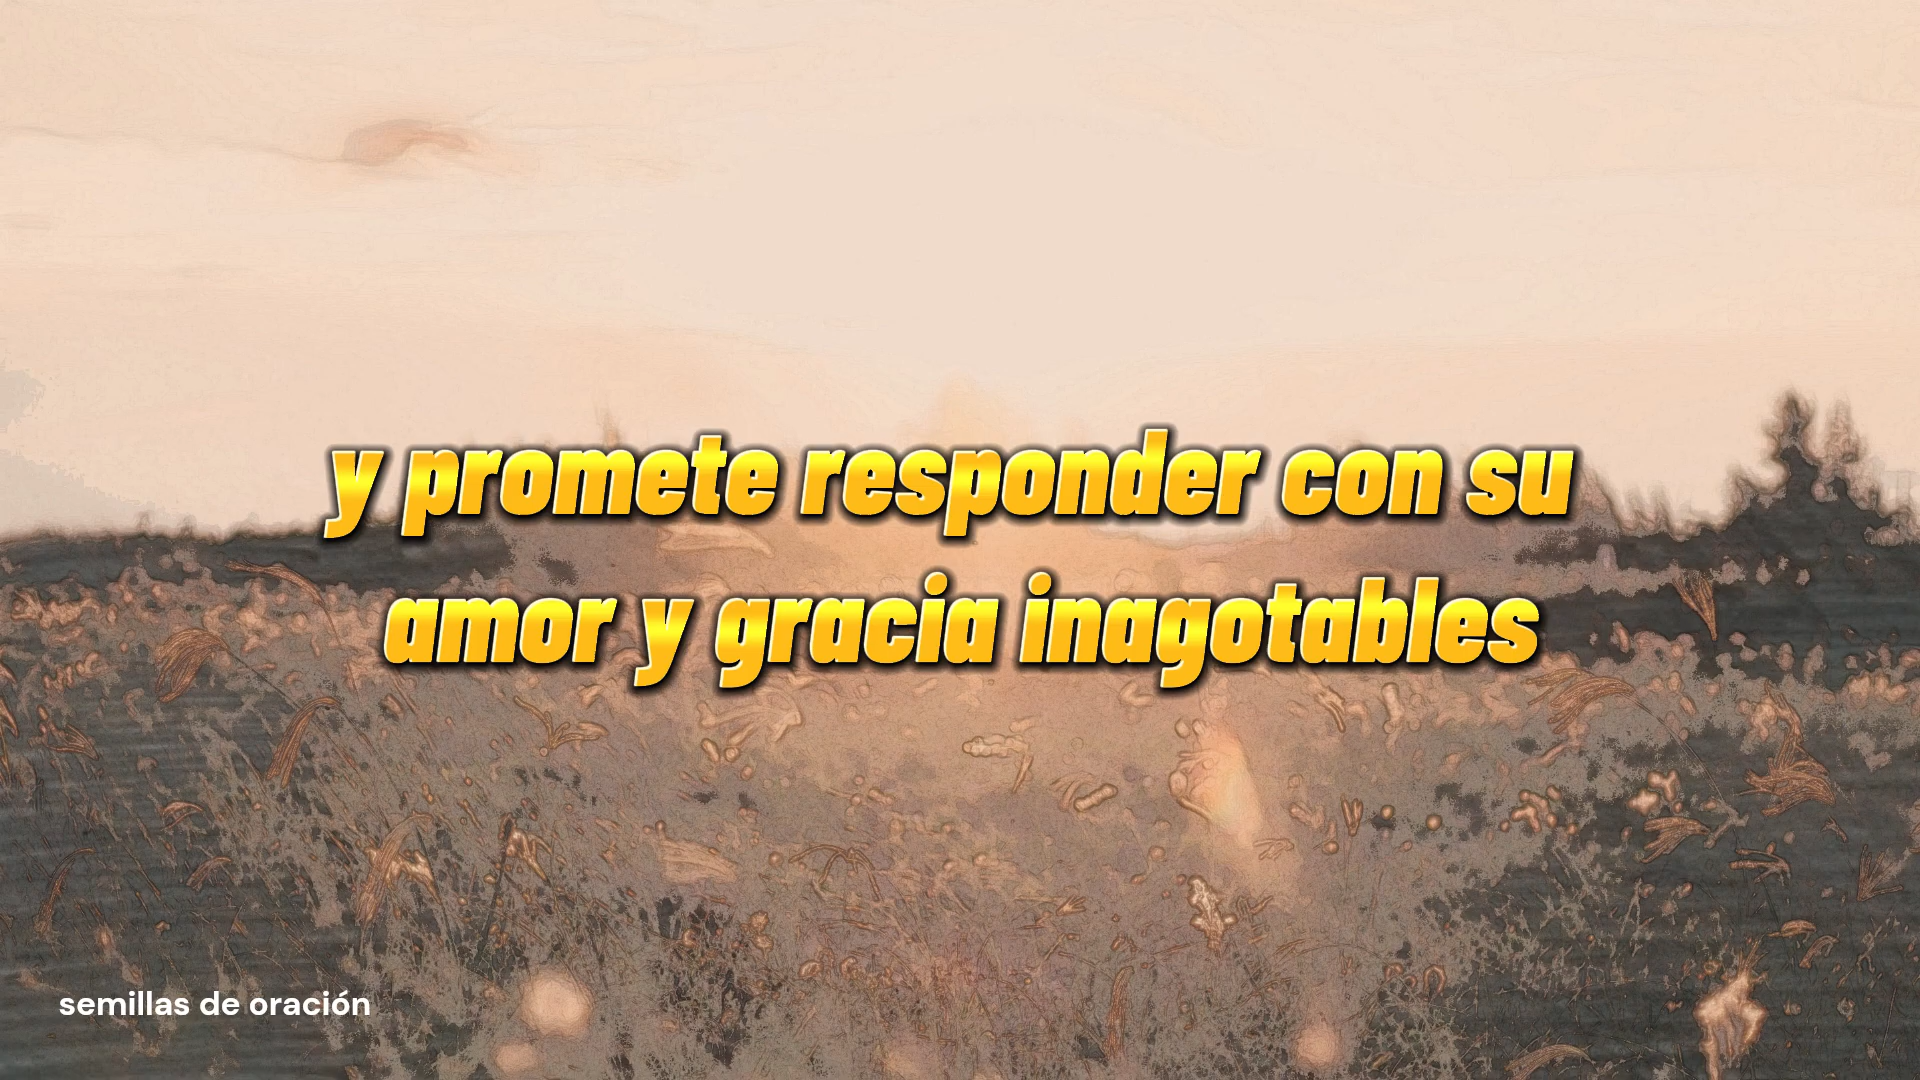 y promete responder con su
amor y gracia inagotables
semillas de oración